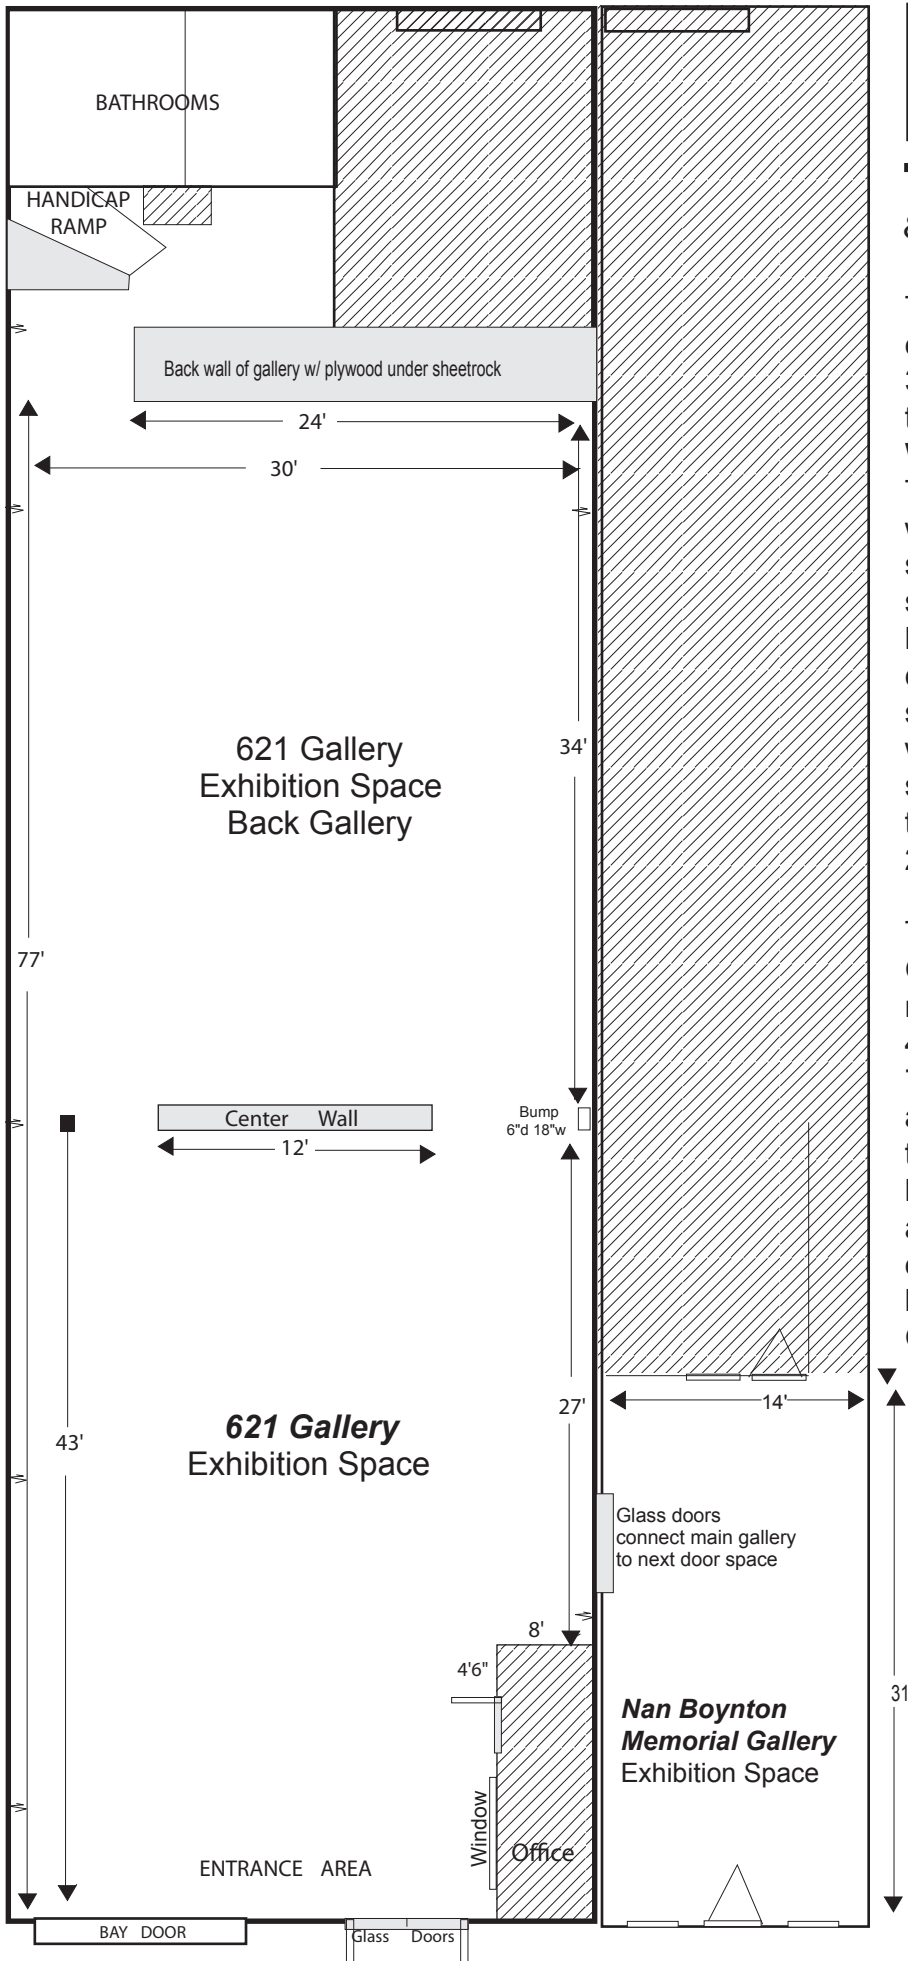 BATHROOMS
HANDICAP
RAMP
Back wall of gallery w/ plywood under sheetrock
24'
30'
621 Gallery
Exhibition Space
Back Gallery
34'
77'
Center Wall
12'
Bump
6"d 18"w
14'
27'
43'
621 Gallery
Exhibition Space
Glass doors
connect main gallery
to next door space
8'
4'6"
31
Nan Boynton
Memorial Gallery
Exhibition Space
Window
Office
ENTRANCE AREA
BAY DOOR
Glass Doors